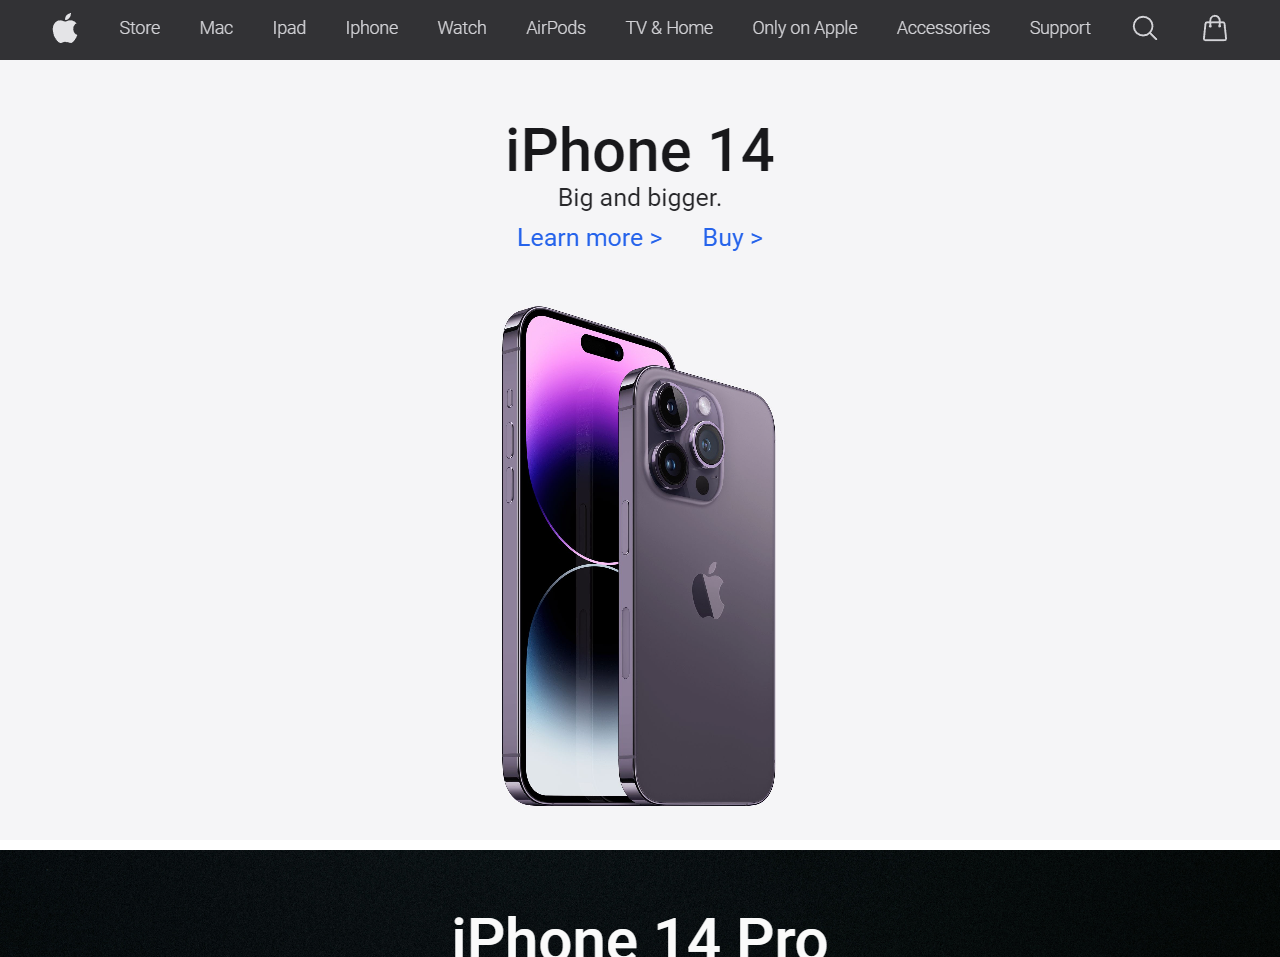 Store Mac Ipad Iphone Watch AirPods TV & Home Only on Apple Accessories Support
iPhone 14
Big and bigger.
Learn more > Buy >
iPhone 14 Pro